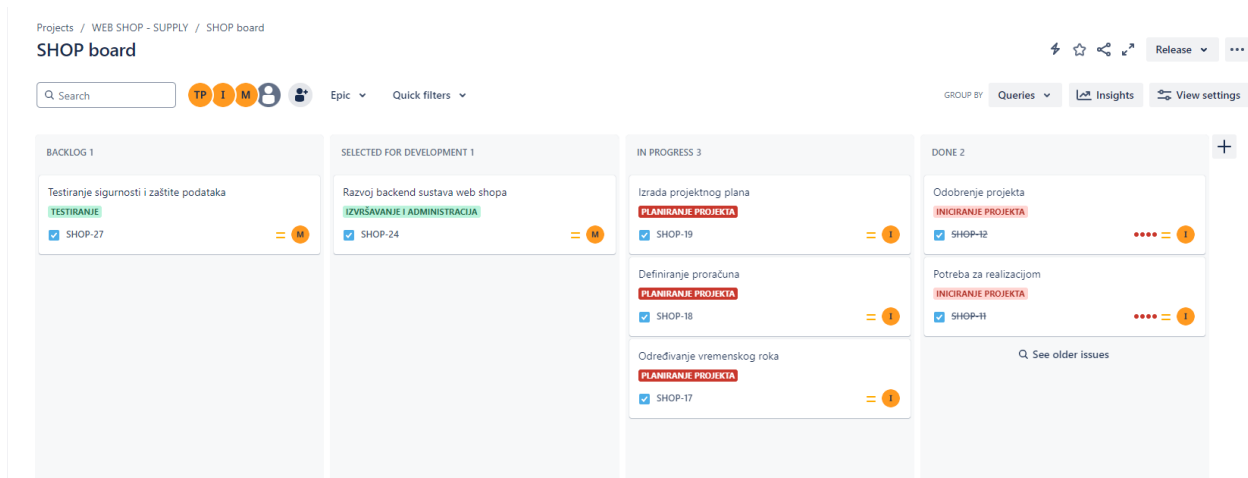 Projects / WEB SHOP - SUPPLY / SHOP board
SHOP board
Release
Search
TP I M
Epic
Quick filters
GROUP BY Queries
Insights
View settings
BACKLOG 1
Testiranje sigurnosti i zaštite podataka
TESTIRANJE
SHOP-27
M
SELECTED FOR DEVELOPMENT 1
Razvoj backend sustava web shopa
IZVRŠAVANJE I ADMINISTRACIJA
SHOP-24
M
IN PROGRESS 3
Izrada projektnog plana
PLANIRANJE PROJEKTA
SHOP-19
I
Definiranje proračuna
PLANIRANJE PROJEKTA
SHOP-18
I
Određivanje vremenskog roka
PLANIRANJE PROJEKTA
SHOP-17
I
DONE 2
Odobrenje projekta
INICIRANJE PROJEKTA
SHOP-12
I
Potreba za realizacijom
INICIRANJE PROJEKTA
SHOP-11
I
See older issues